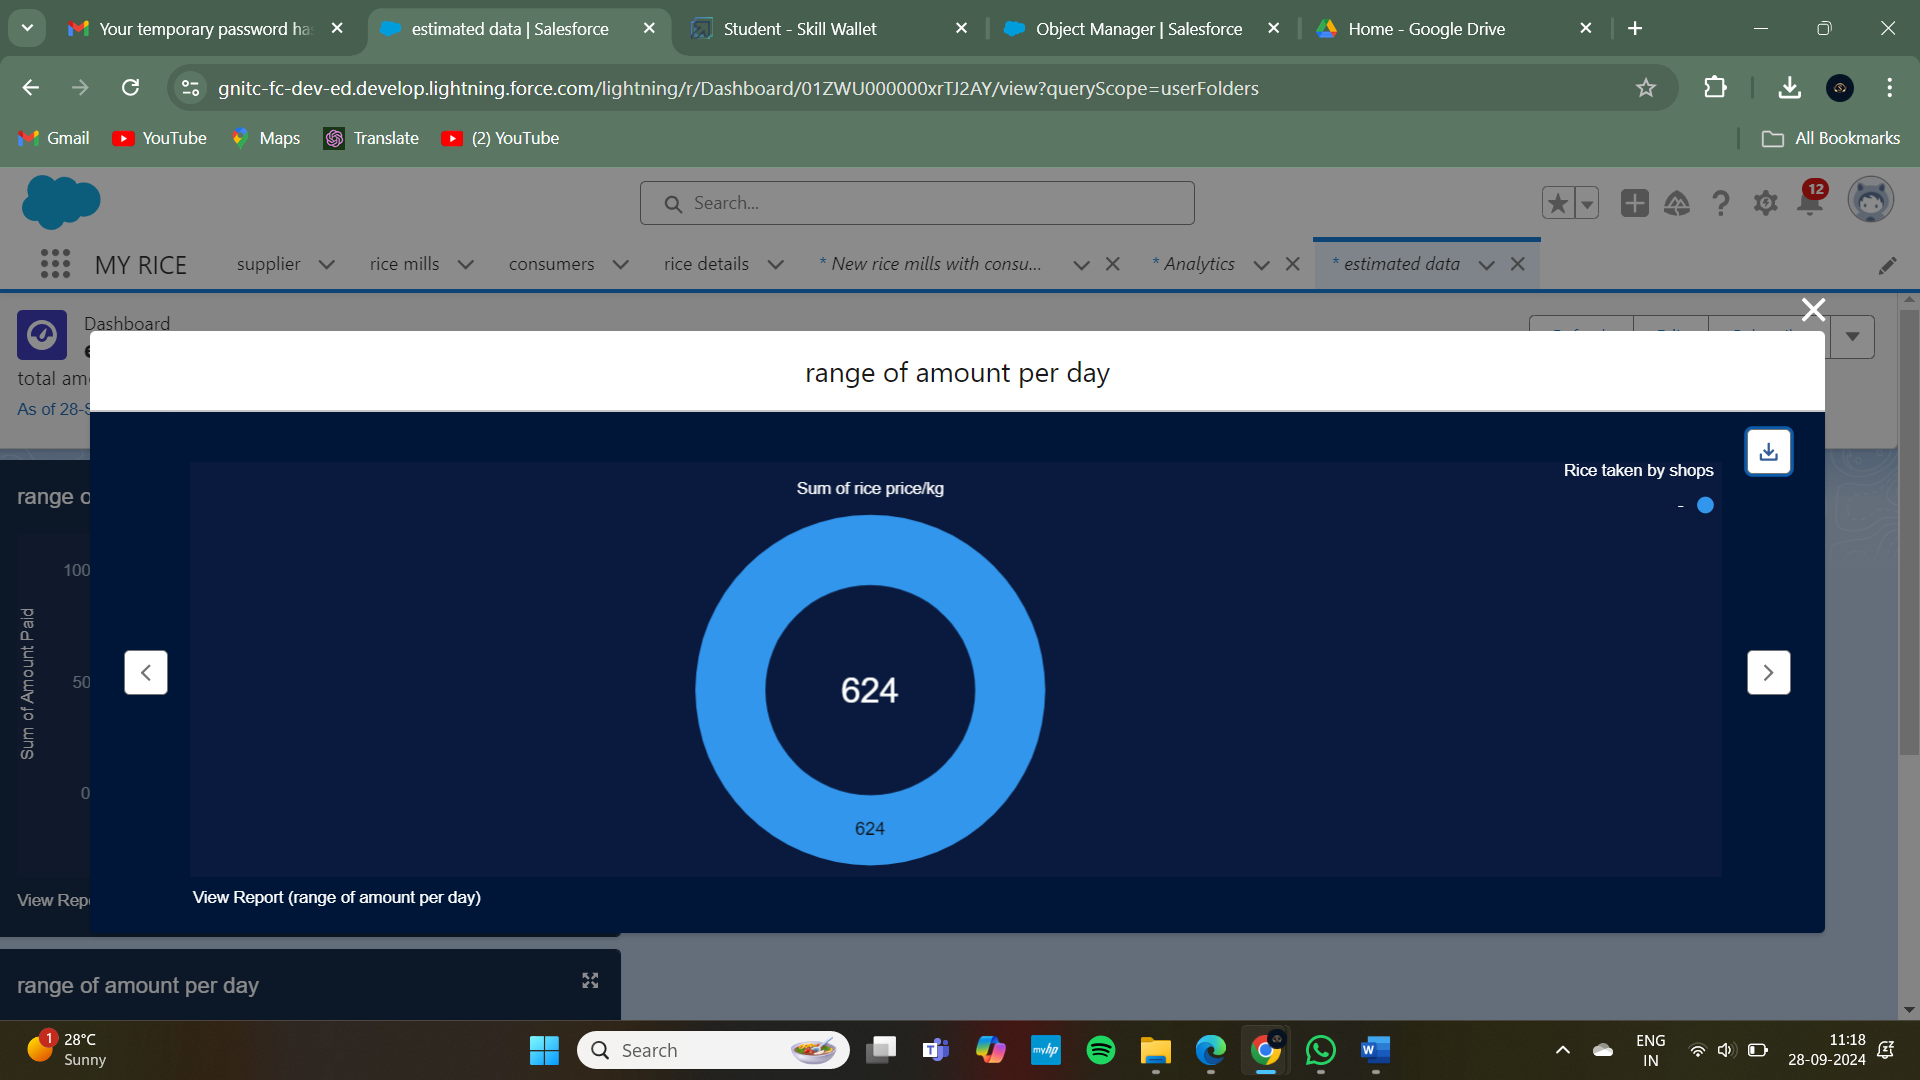 Your temporary password ha
estimated data | Salesforce
Student - Skill Wallet
Object Manager | Salesforce
Home - Google Drive
gnitc-fc-dev-ed.develop.lightning.force.com/lightning/r/Dashboard/01ZWU000000xrTJ2AY/view?queryScope=userFolders
Gmail
YouTube
Maps
Translate
(2) YouTube
All Bookmarks
Search...
12
MY RICE
supplier
rice mills
consumers
rice details
* New rice mills with consu...
* Analytics
* estimated data
Dashboard
total am
As of 28-S
range of amount per day
range o
100
50
0
Sum of Amount Paid
View Repo
Sum of rice price/kg
624
624
Rice taken by shops
-
View Report (range of amount per day)
range of amount per day
1
28°C
Sunny
Search
myhp
ENG
IN
11:18
28-09-2024